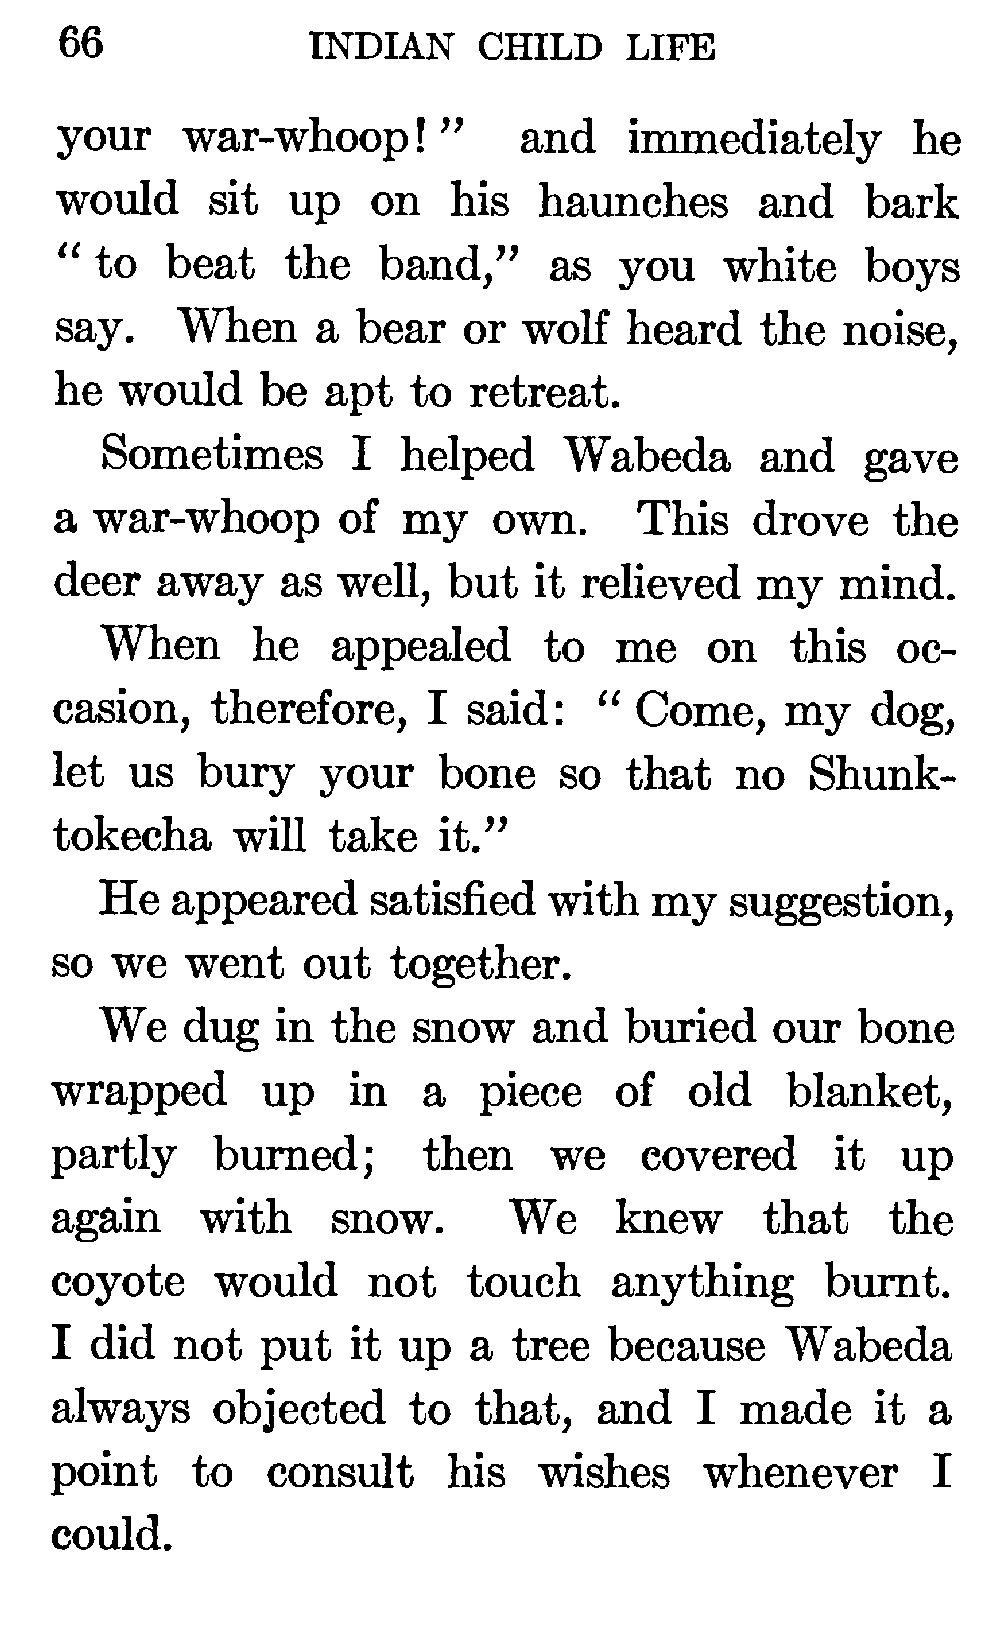 66 INDIAN CHILD LIFE
your war-whoop! ” and immediately he
would sit up on his haunches and bark
“ to beat the band,” as you white boys
say. When a bear or wolf heard the noise,
he would be apt to retreat.
Sometimes I helped Wabeda and gave
a war-whoop of my own. This drove the
deer away as well, but it relieved my mind.
When he appealed to me on this oc-
casion, therefore, I said: “ Come, my dog,
let us bury your bone so that no Shunk-
tokecha will take it.”
He appeared satisfied with my suggestion,
so we went out together.
We dug in the snow and buried our bone
wrapped up in a piece of old blanket,
partly burned; then we covered it up
again with snow. We knew that the
coyote would not touch anything burnt.
I did not put it up a tree because Wabeda
always objected to that, and I made it a
point to consult his wishes whenever I
could.